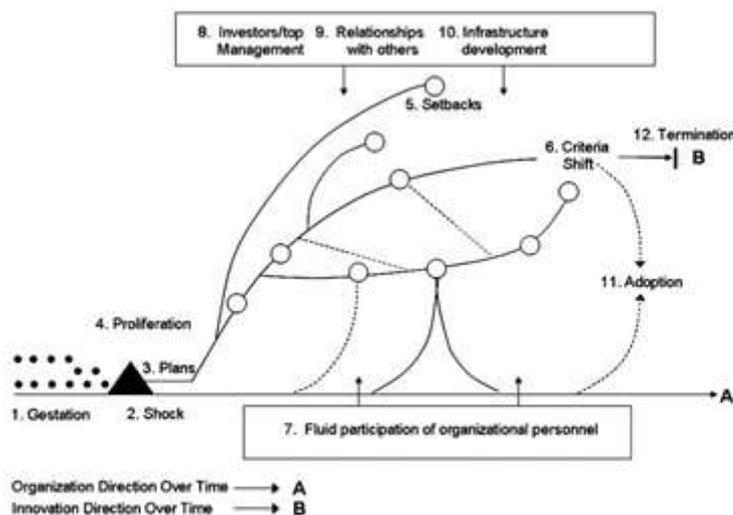 8. Investors/top 9. Relationships 10. Infrastructure
Management with others development
5. Setbacks
12. Termination
6. Criteria
Shift
B
11. Adoption
4. Proliferation
3. Plans
A
1. Gestation 2. Shock
7. Fluid participation of organizational personnel
Organization Direction Over Time A
Innovation Direction Over Time B